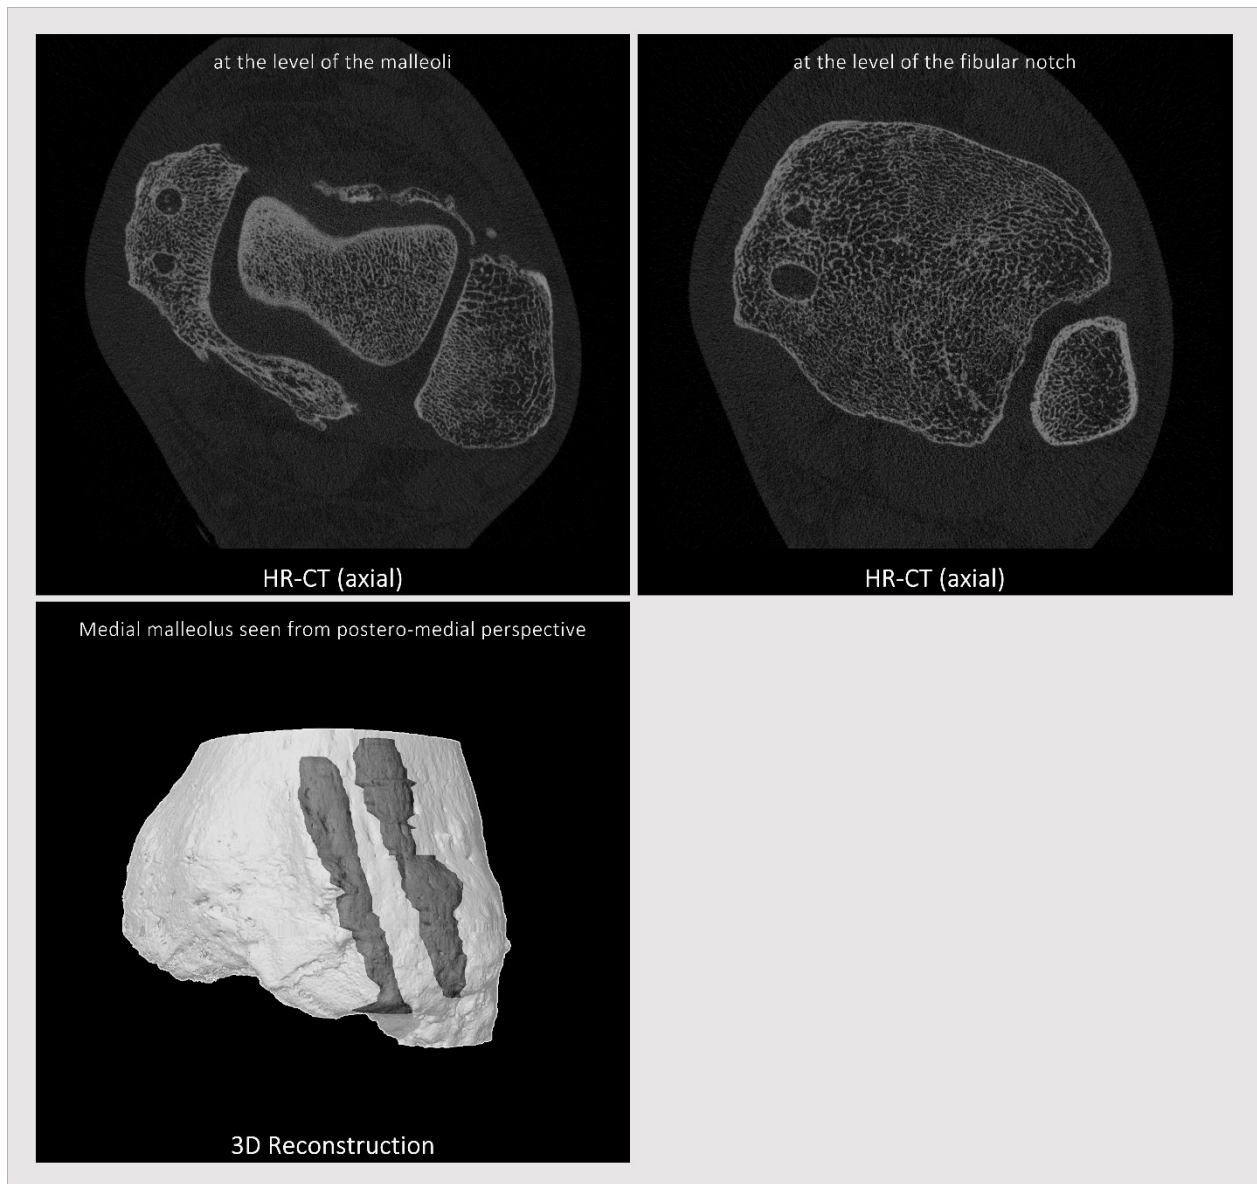 at the level of the malleoli
HR-CT (axial)
at the level of the fibular notch
HR-CT (axial)
Medial malleolus seen from postero-medial perspective
3D Reconstruction